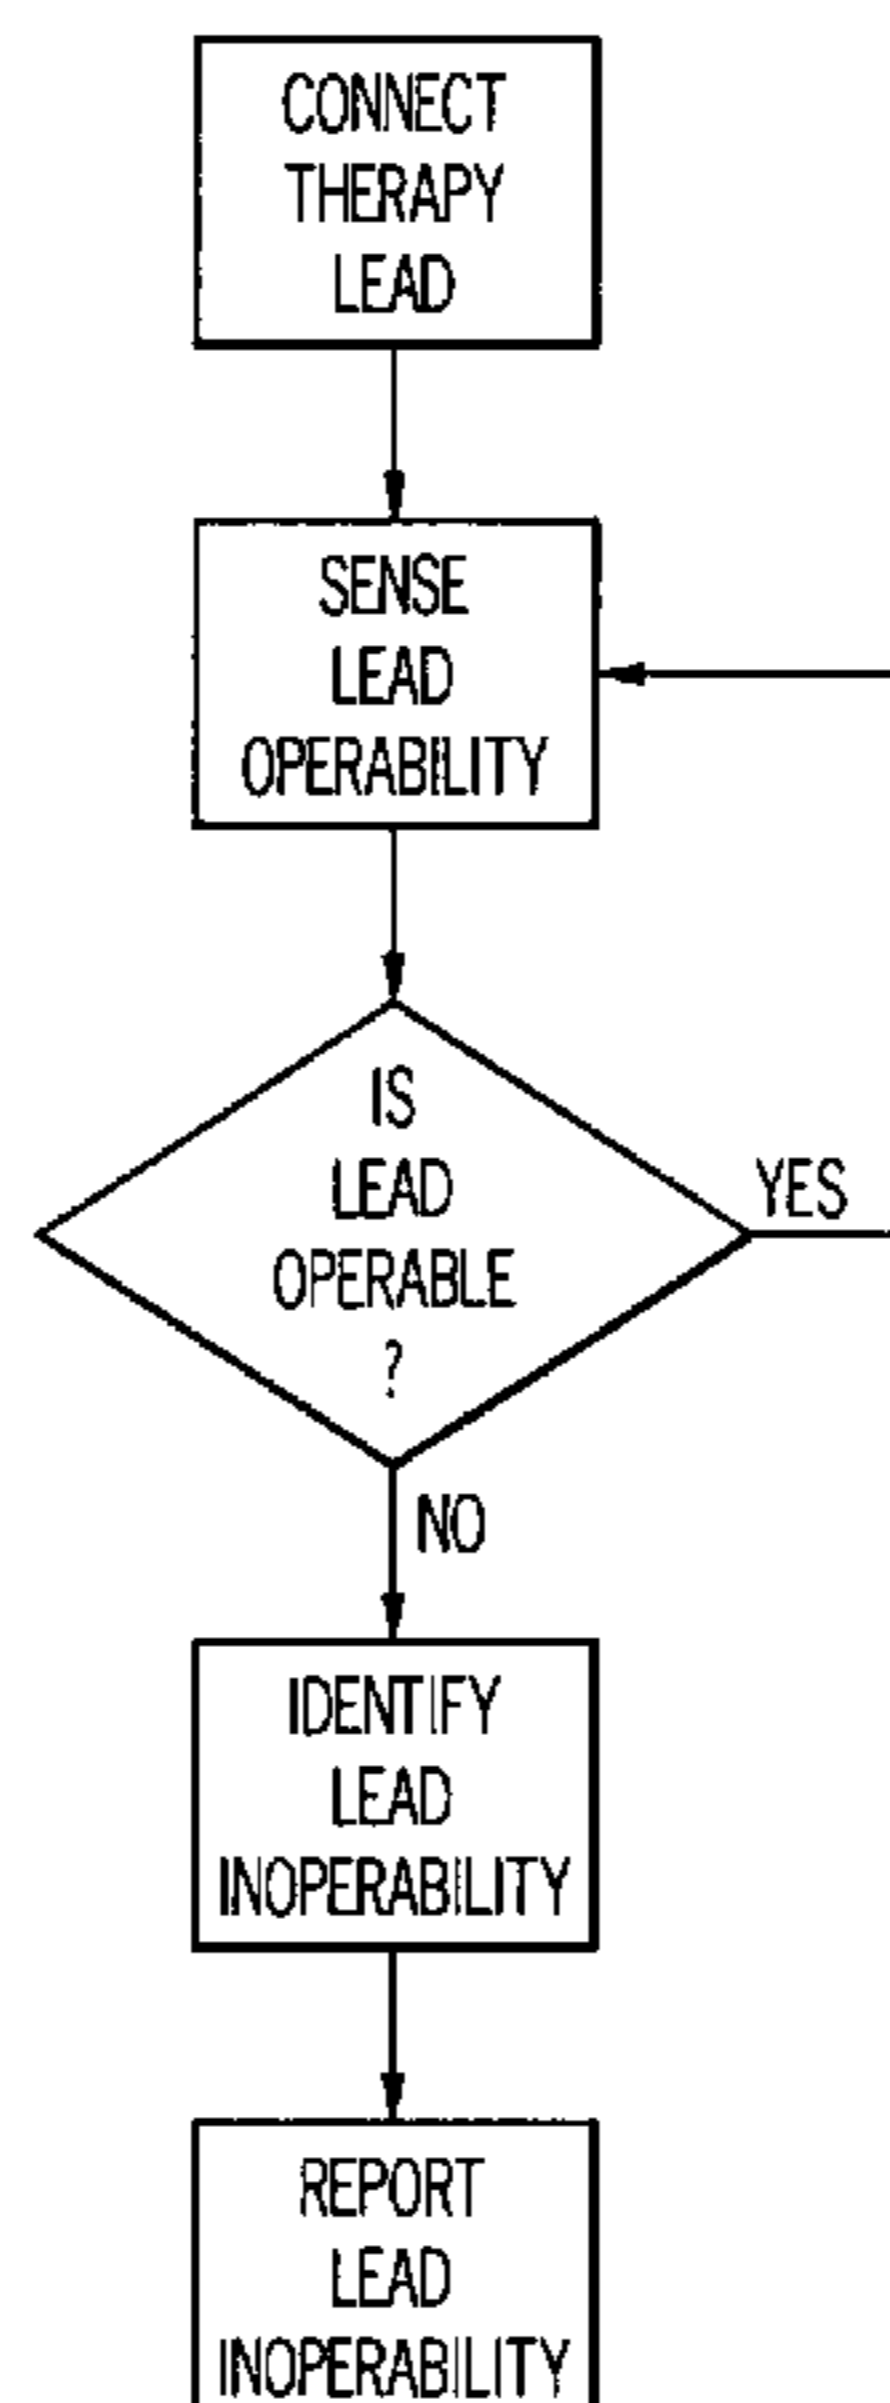 CONNECT
THERAPY
LEAD
SENSE
LEAD
OPERABILITY
IS
LEAD
OPERABLE
?
YES
NO
IDENTIFY
LEAD
INOPERABILITY
REPORT
LEAD
INOPERABILITY